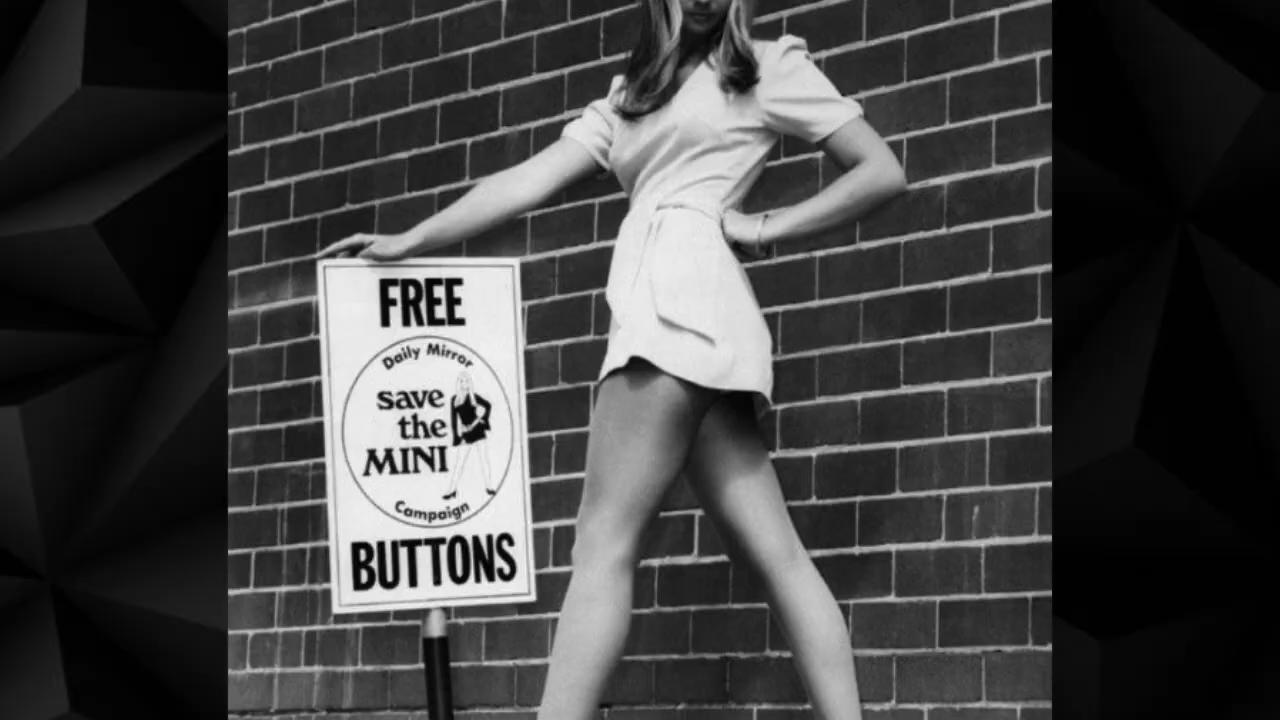 FREE
Daily Mirror
save
the
MINI
Campaign
BUTTONS